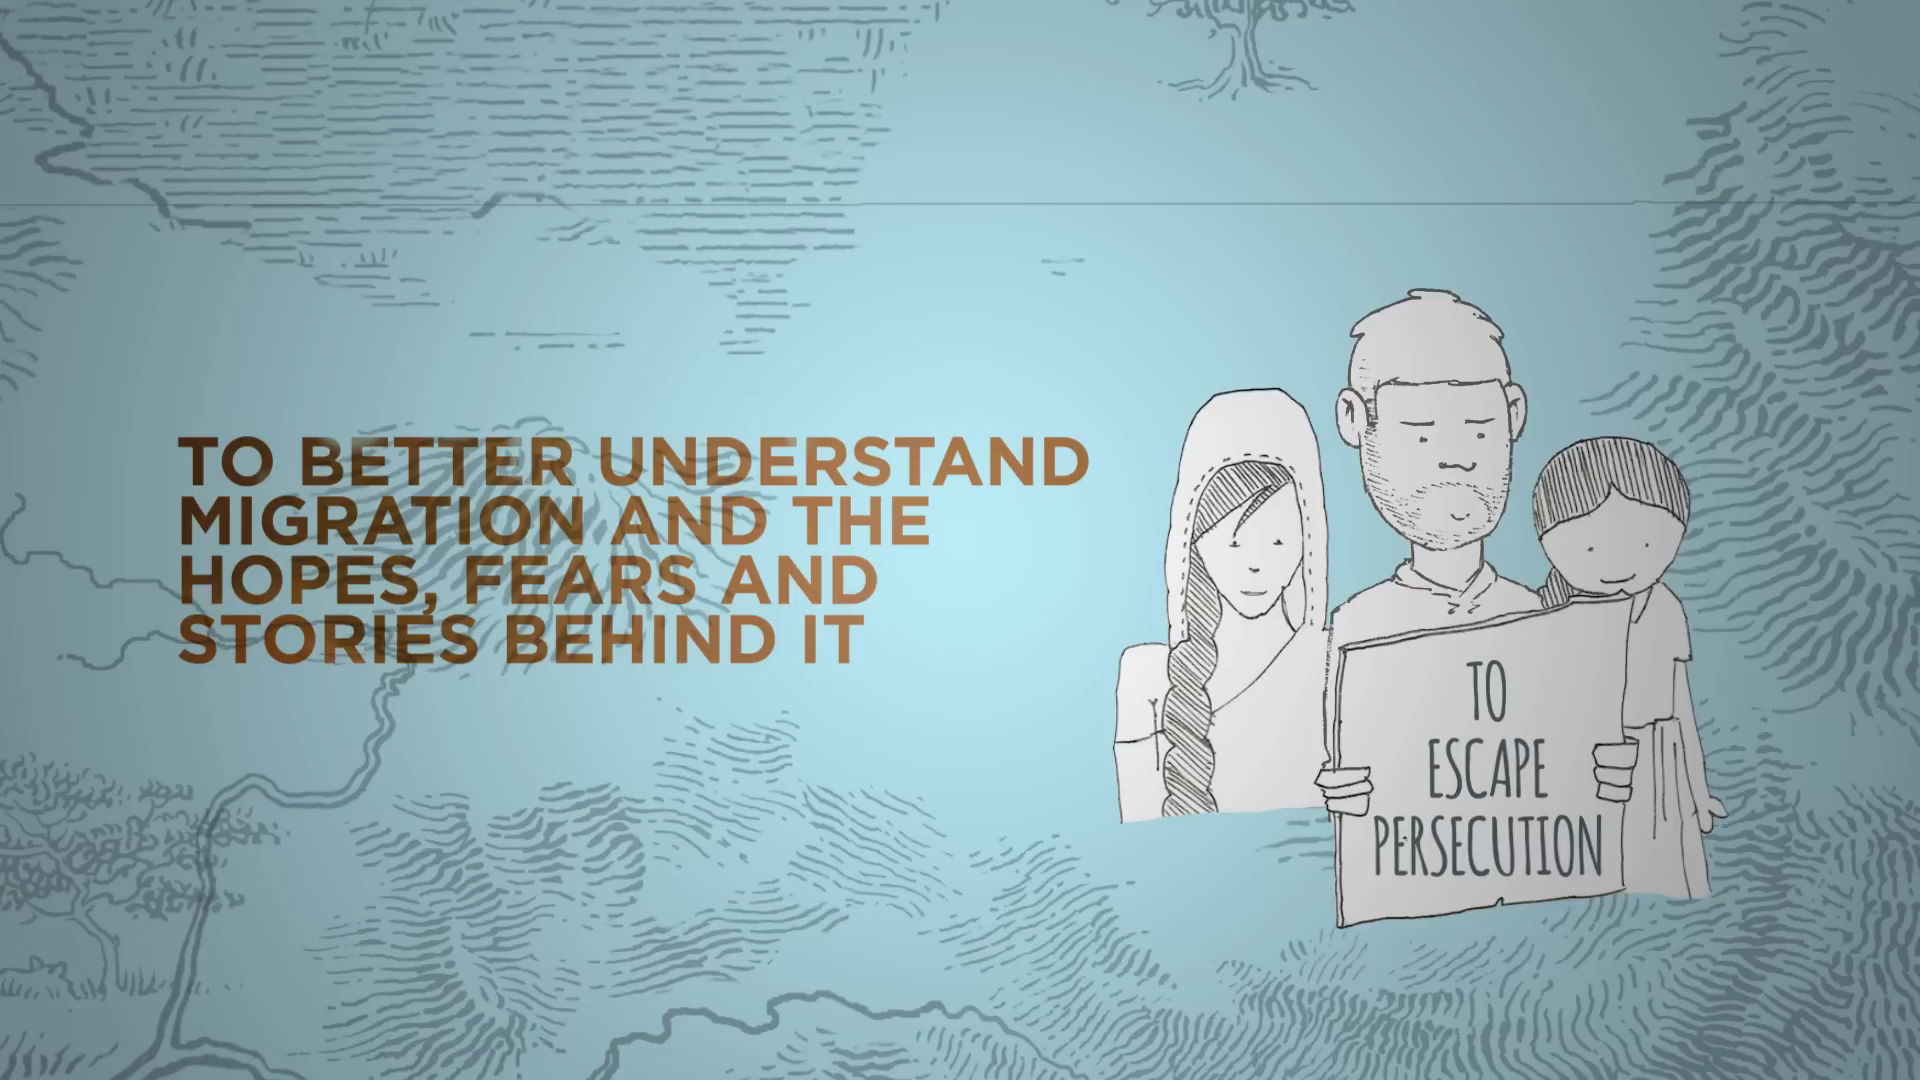 TO BETTER UNDERSTAND
MIGRATION AND THE
HOPES, FEARS AND
STORIES BEHIND IT
TO
ESCAPE
PERSECUTION